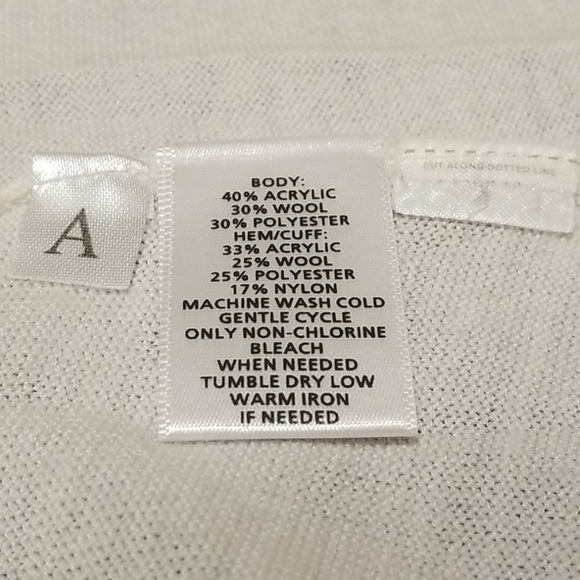 A
BODY:
40% ACRYLIC
30% WOOL
30% POLYESTER
HEM/CUFF:
33% ACRYLIC
25% WOOL
25% POLYESTER
17% NYLON
MACHINE WASH COLD
GENTLE CYCLE
ONLY NON-CHLORINE
BLEACH
WHEN NEEDED
TUMBLE DRY LOW
WARM IRON
IF NEEDED
CUT ALONG DOTTED LINE